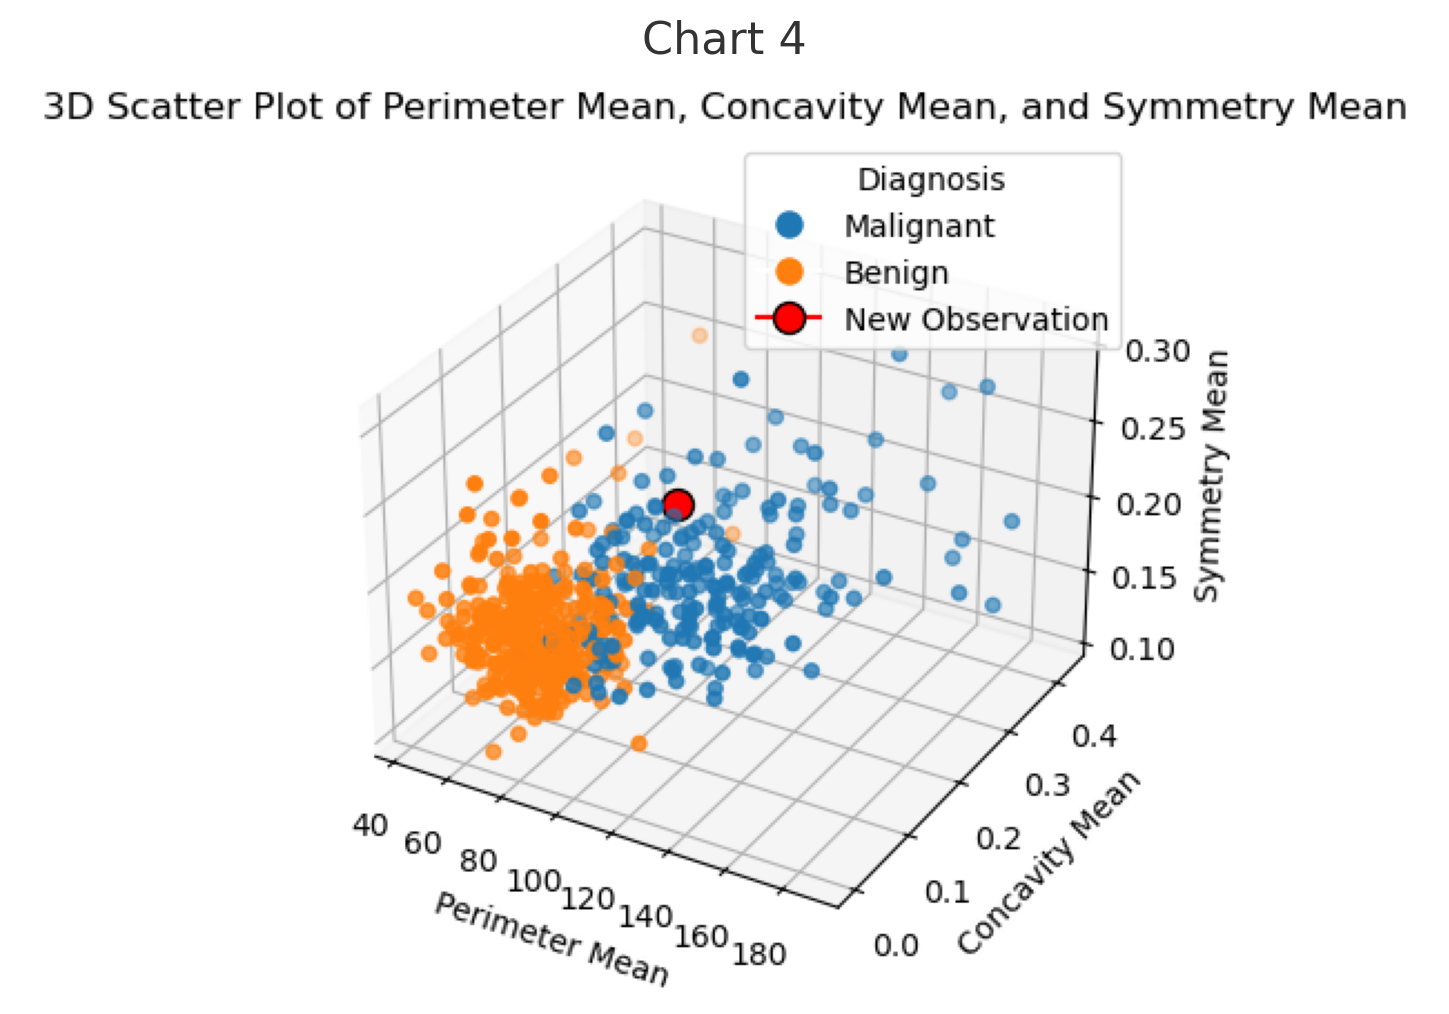 Chart 4
3D Scatter Plot of Perimeter Mean, Concavity Mean, and Symmetry Mean
Diagnosis
Malignant
Benign
New Observation
0.30
0.25
0.20
0.15
0.10
Symmetry Mean
0.4
0.3
0.2
0.1
0.0
Concavity Mean
40
60
80
100
120
140
160
180
Perimeter Mean